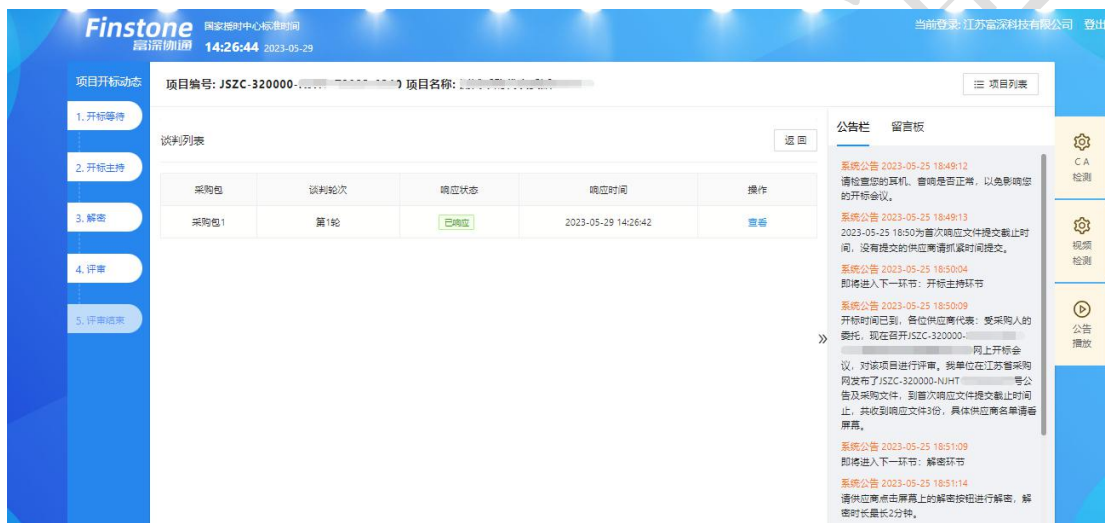 Finstone
富深协通
国家授时中心标准时间
14:26:44 2023-05-29
当前登录: 江苏富深科技有限公司 登出
项目开标动态
1. 开标等待
2. 开标主持
3. 解密
4. 评审
5. 评审结束
项目编号: JSZC-320000- 项目名称:
项目列表
谈判列表
返回
采购包 谈判轮次 响应状态 响应时间 操作
采购包1 第1轮 已响应 2023-05-29 14:26:42 查看
公告栏 留言板
系统公告 2023-05-25 18:49:12
请检查您的耳机、音响是否正常，以免影响您
的开标会议。
系统公告 2023-05-25 18:49:13
2023-05-25 18:50为首次响应文件提交截止时
间，没有提交的供应商请抓紧时间提交。
系统公告 2023-05-25 18:50:04
即将进入下一环节：开标主持环节
系统公告 2023-05-25 18:50:09
开标时间已到，各位供应商代表：受采购人的
委托，现在召开JSZC-320000-
网上开标会
议，对该项目进行评审。我单位在江苏省采购
网发布了JSZC-320000-NJHT 号公
告及采购文件，到首次响应文件提交截止时间
止，共收到响应文件3份，具体供应商名单请看
屏幕。
系统公告 2023-05-25 18:51:09
即将进入下一环节：解密环节
系统公告 2023-05-25 18:51:14
请供应商点击屏幕上的解密按钮进行解密，解
密时长最长2分钟。
CA
检测
视频
检测
公告
播放